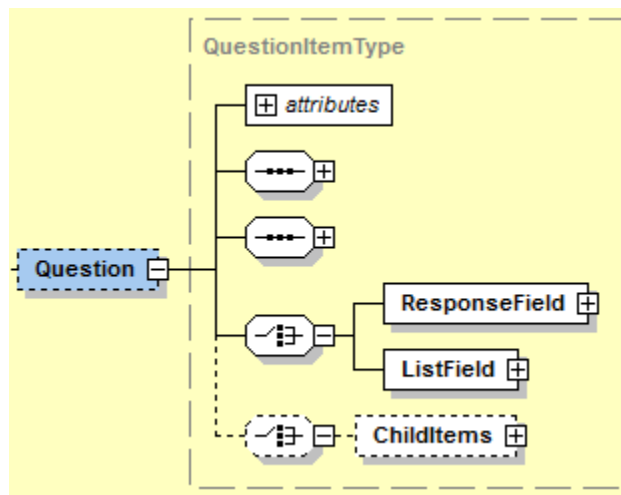 QuestionItemType
attributes
Question
ResponseField
ListField
ChildItems